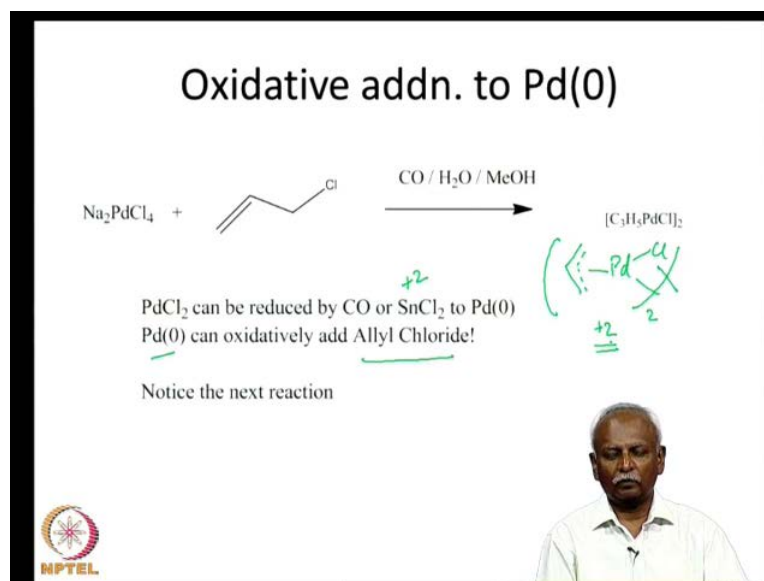 Oxidative addn. to Pd(0)
Cl
CO / H₂O / MeOH
Na₂PdCl₄ +
[C₃H₅PdCl]₂
Pd Cl
2
+2
+2
PdCl₂ can be reduced by CO or SnCl₂ to Pd(0)
Pd(0) can oxidatively add Allyl Chloride!
Notice the next reaction
NPTEL